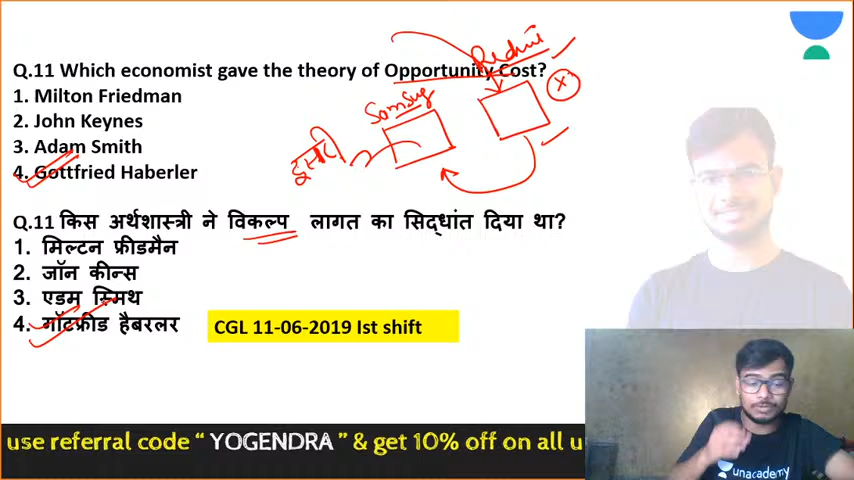 Q.11 Which economist gave the theory of Opportunity Cost?
1. Milton Friedman
2. John Keynes
3. Adam Smith
4. Gottfried Haberler
Redmi
Somsug
Q.11 किस अर्थशास्त्री ने विकल्प लागत का सिद्धांत दिया था?
1. मिल्टन फ्रीडमैन
2. जॉन कीन्स
3. एडम स्मिथ
4. गॉटफ्रीड हैबरलर
CGL 11-06-2019 Ist shift
use referral code “ YOGENDRA ” & get 10% off on all u
unacademy